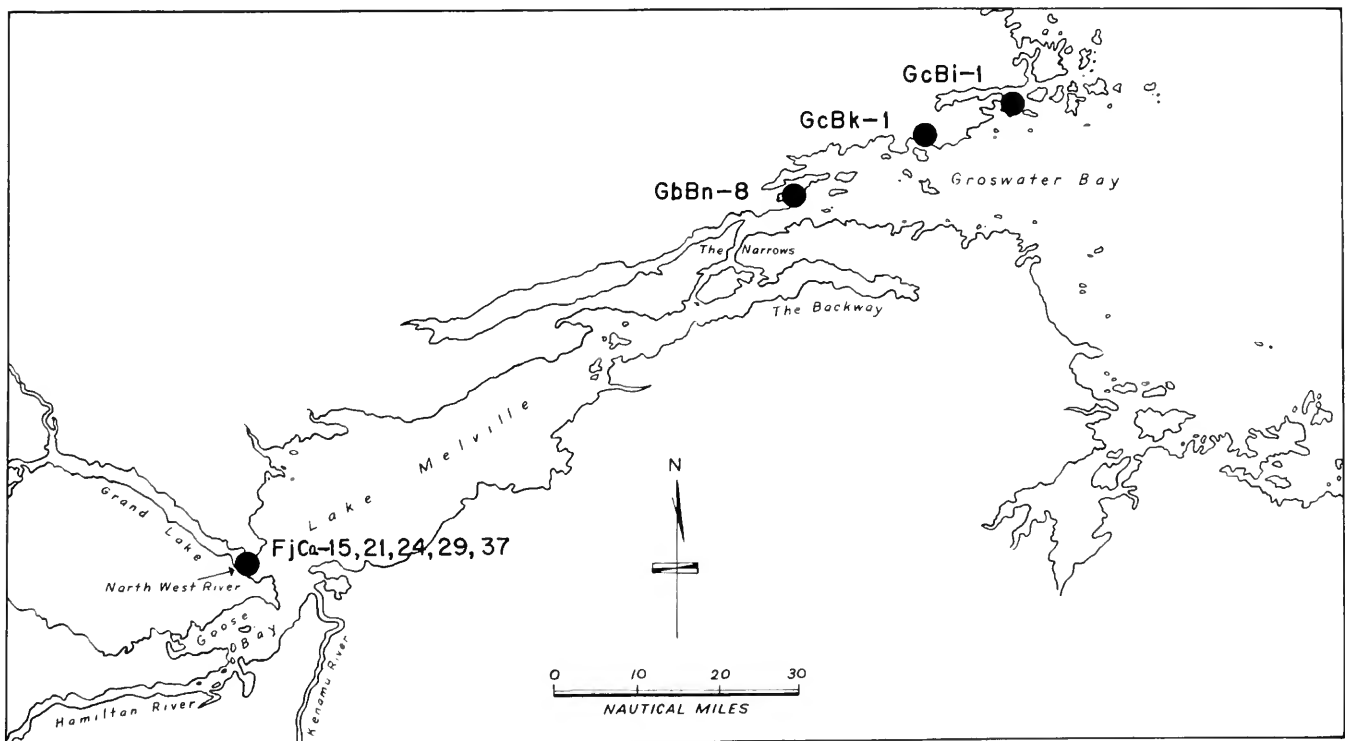 GcBi-1
GcBk-1
GbBn-8
Groswater Bay
The Narrows
The Backway
Lake Melville
N
Grand Lake
FjCa-15,21,24,29,37
North West River
Goose Bay
Kenamu River
Hamilton River
0 10 20 30
NAUTICAL MILES